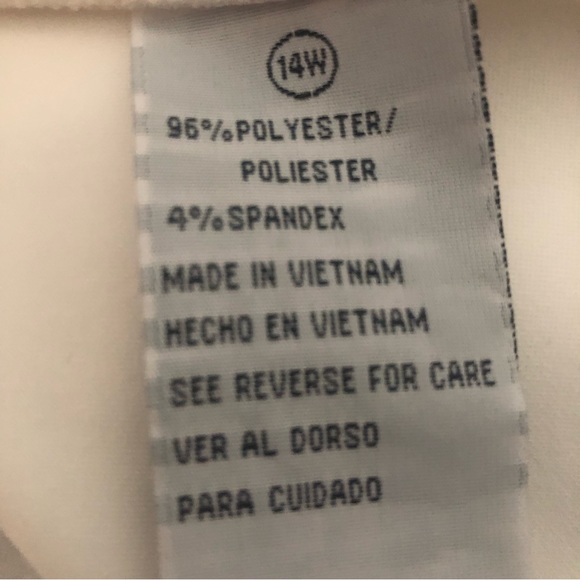 14W
96%POLYESTER/
POLIESTER
4%SPANDEX
MADE IN VIETNAM
HECHO EN VIETNAM
SEE REVERSE FOR CARE
VER AL DORSO
PARA CUIDADO